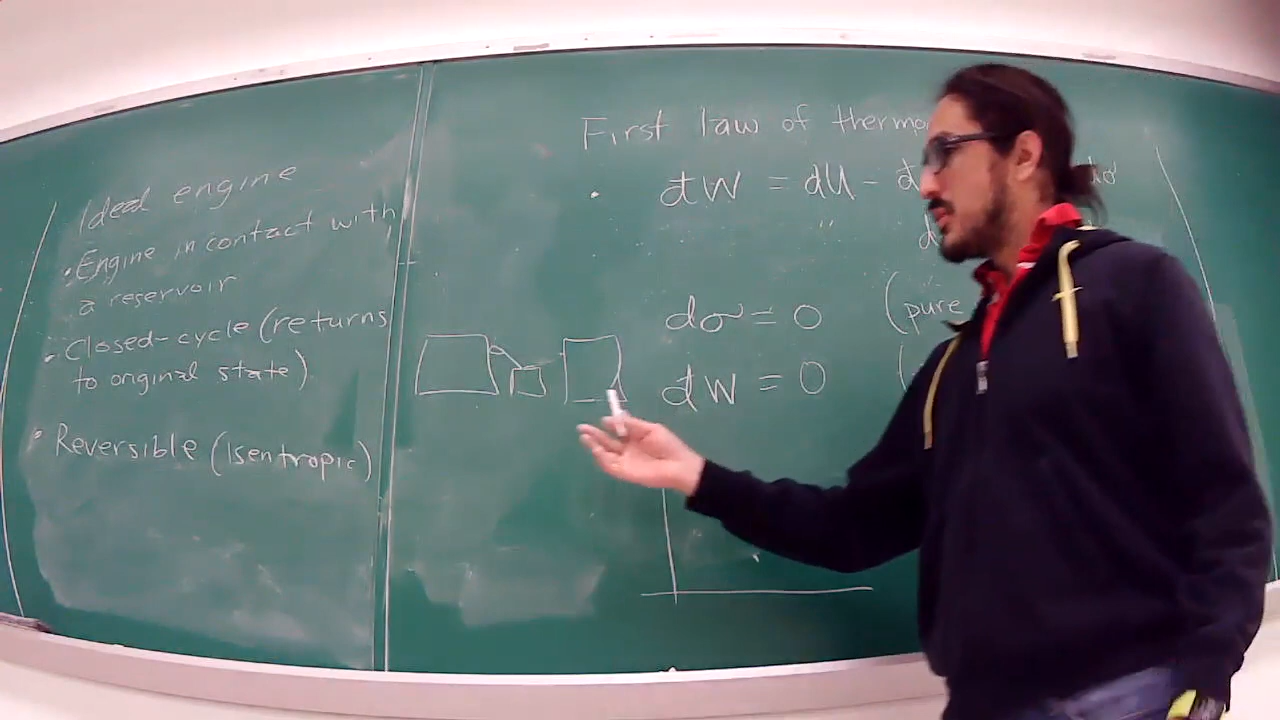 Ideal engine
• Engine in contact with
a reservoir
• Closed-cycle (returns
to original state)
• Reversible (Isentropic)
First law of thermo
• đW = dU - đ
"
dσ = 0 (pure
đW = 0 (